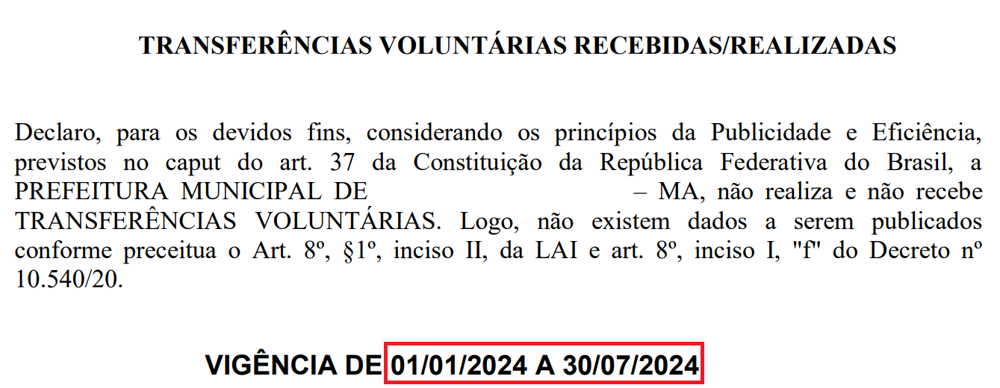 TRANSFERÊNCIAS VOLUNTÁRIAS RECEBIDAS/REALIZADAS
Declaro, para os devidos fins, considerando os princípios da Publicidade e Eficiência,
previstos no caput do art. 37 da Constituição da República Federativa do Brasil, a
PREFEITURA MUNICIPAL DE – MA, não realiza e não recebe
TRANSFERÊNCIAS VOLUNTÁRIAS. Logo, não existem dados a serem publicados
conforme preceitua o Art. 8º, §1º, inciso II, da LAI e art. 8º, inciso I, "f" do Decreto nº
10.540/20.
VIGÊNCIA DE 01/01/2024 A 30/07/2024